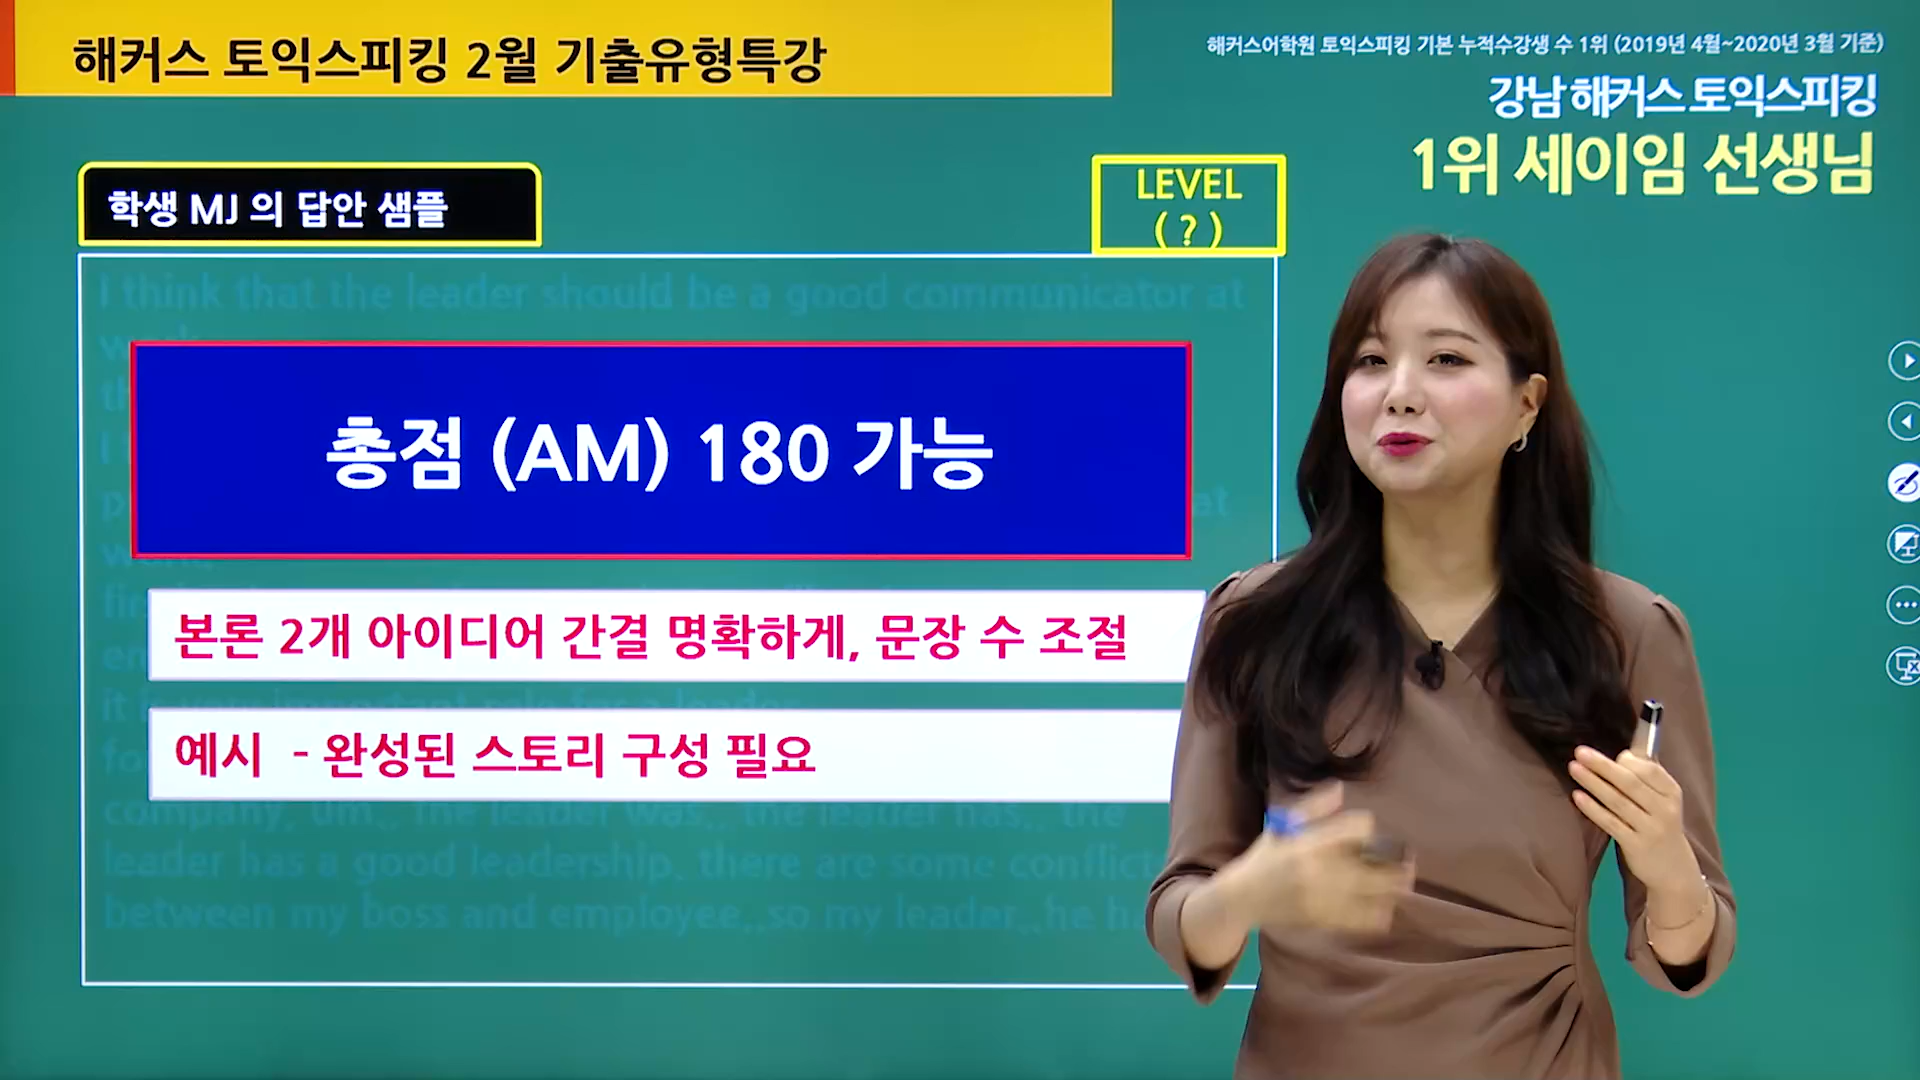 해커스 토익스피킹 2월 기출유형특강
해커스어학원 토익스피킹 기본 누적수강생 수 1위 (2019년 4월~2020년 3월 기준)
강남 해커스 토익스피킹
1위 세이임 선생님
학생 MJ 의 답안 샘플
LEVEL
( ? )
I think that the leader should be a good communicator at
총점 (AM) 180 가능
본론 2개 아이디어 간결 명확하게, 문장 수 조절
예시 - 완성된 스토리 구성 필요
company, um,, the leader was,, the leader has,, the
leader has a good leadership, there are some conflict
between my boss and employee,,so my leader,,he